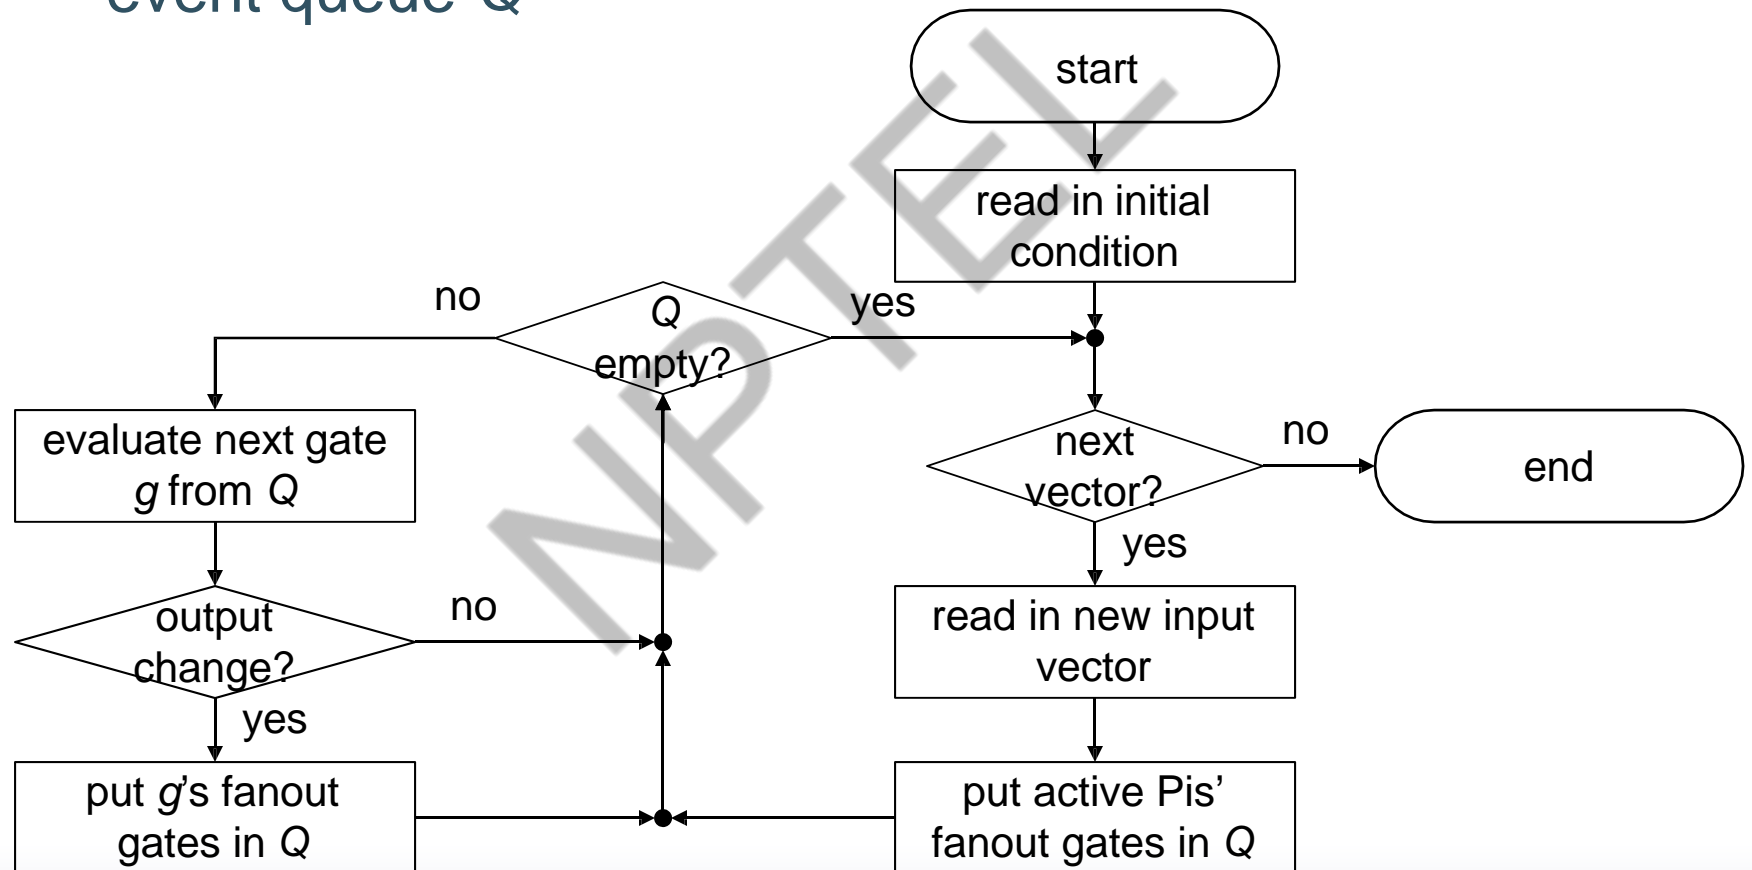 event queue Q
start
read in initial
condition
no
Q
empty?
yes
evaluate next gate
g from Q
next
vector?
no
end
yes
output
change?
no
read in new input
vector
yes
put g's fanout
gates in Q
put active Pis’
fanout gates in Q
NPTEL